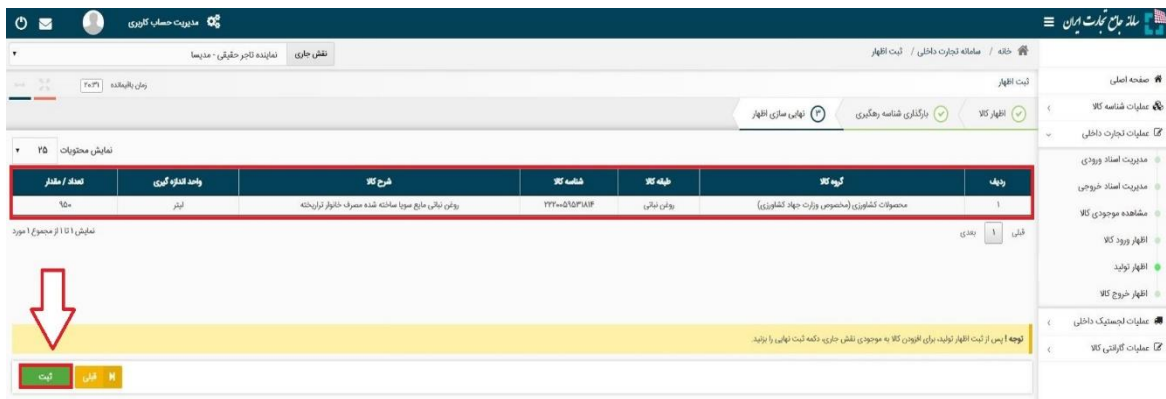 سامانه جامع تجارت ایران
مدیریت حساب کاربری
خانه / سامانه تجارت داخلی / ثبت اظهار
نقش جاری
نماینده تاجر حقیقی - مدیسا
صفحه اصلی
عملیات شناسه کالا
عملیات تجارت داخلی
مدیریت اسناد ورودی
مدیریت اسناد خروجی
مشاهده موجودی کالا
اظهار ورود کالا
اظهار تولید
اظهار خروج کالا
عملیات لجستیک داخلی
عملیات گارانتی کالا
ثبت اظهار
زمان باقیمانده ۲۰:۳۹
اظهار کالا
بارگذاری شناسه رهگیری
۳ نهایی سازی اظهار
نمایش محتویات ۲۵
ردیف گروه کالا طبقه کالا شناسه کالا شرح کالا واحد اندازه گیری تعداد / مقدار
۱ محصولات کشاورزی (مخصوص وزارت جهاد کشاورزی) روغن نباتی ۲۲۲۰۰۵۹۵۳۱۸۱۴ روغن نباتی مایع سویا ساخته شده مصرف خانوار تراریخته لیتر ۹۵۰
قبلی ۱ بعدی
نمایش ۱ تا ۱ از مجموع ۱ مورد
توجه ! پس از ثبت اظهار تولید، برای افزودن کالا به موجودی نقش جاری، دکمه ثبت نهایی را بزنید.
قبلی
ثبت